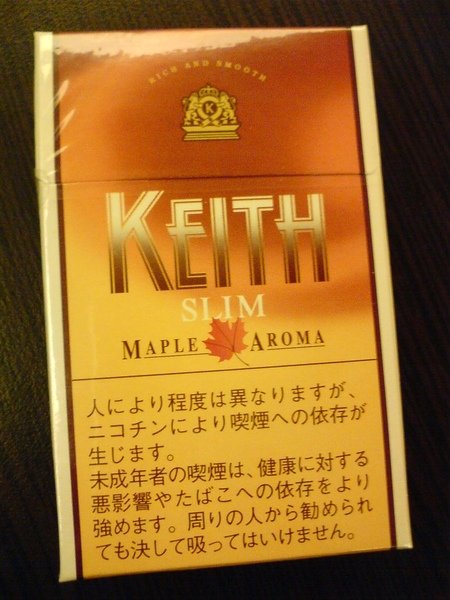 RICH AND SMOOTH
K
KEITH
SLIM
MAPLE AROMA
人により程度は異なりますが、
ニコチンにより喫煙への依存が
生じます。
未成年者の喫煙は、健康に対する
悪影響やたばこへの依存をより
強めます。周りの人から勧められ
ても決して吸ってはいけません。